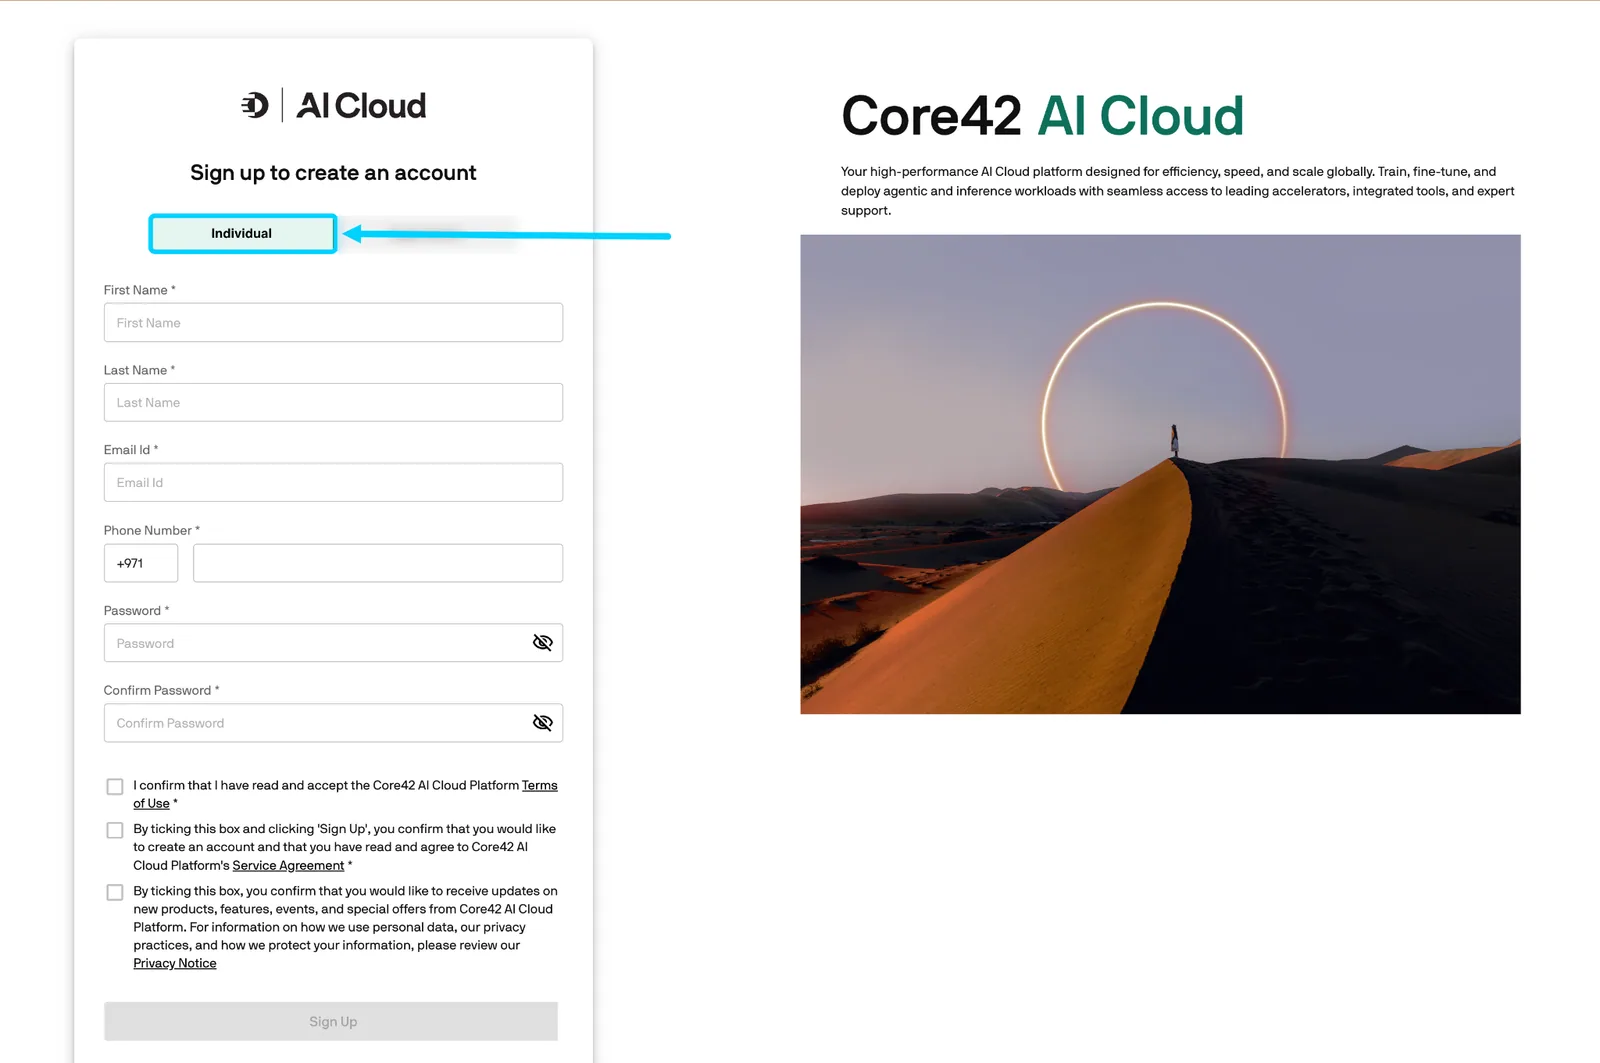 AI Cloud
Sign up to create an account
Individual
First Name *
First Name
Last Name *
Last Name
Email Id *
Email Id
Phone Number *
+971
Password *
Password
Confirm Password *
Confirm Password
I confirm that I have read and accept the Core42 AI Cloud Platform Terms
of Use *
By ticking this box and clicking 'Sign Up', you confirm that you would like
to create an account and that you have read and agree to Core42 AI
Cloud Platform's Service Agreement *
By ticking this box, you confirm that you would like to receive updates on
new products, features, events, and special offers from Core42 AI Cloud
Platform. For information on how we use personal data, our privacy
practices, and how we protect your information, please review our
Privacy Notice
Sign Up
Core42 AI Cloud
Your high-performance AI Cloud platform designed for efficiency, speed, and scale globally. Train, fine-tune, and
deploy agentic and inference workloads with seamless access to leading accelerators, integrated tools, and expert
support.